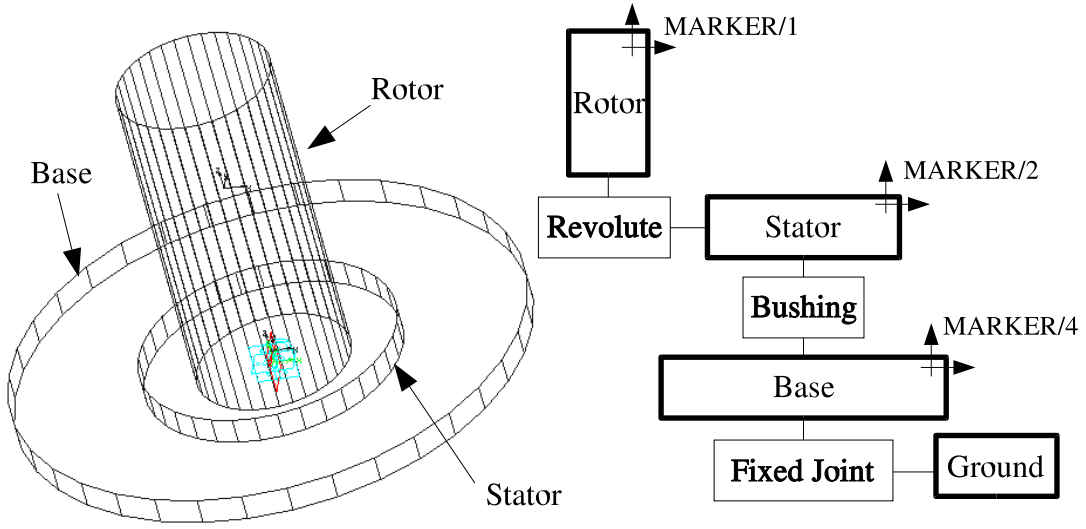 Rotor
Base
Stator
MARKER/1
Rotor
MARKER/2
Revolute
Stator
Bushing
MARKER/4
Base
Fixed Joint
Ground